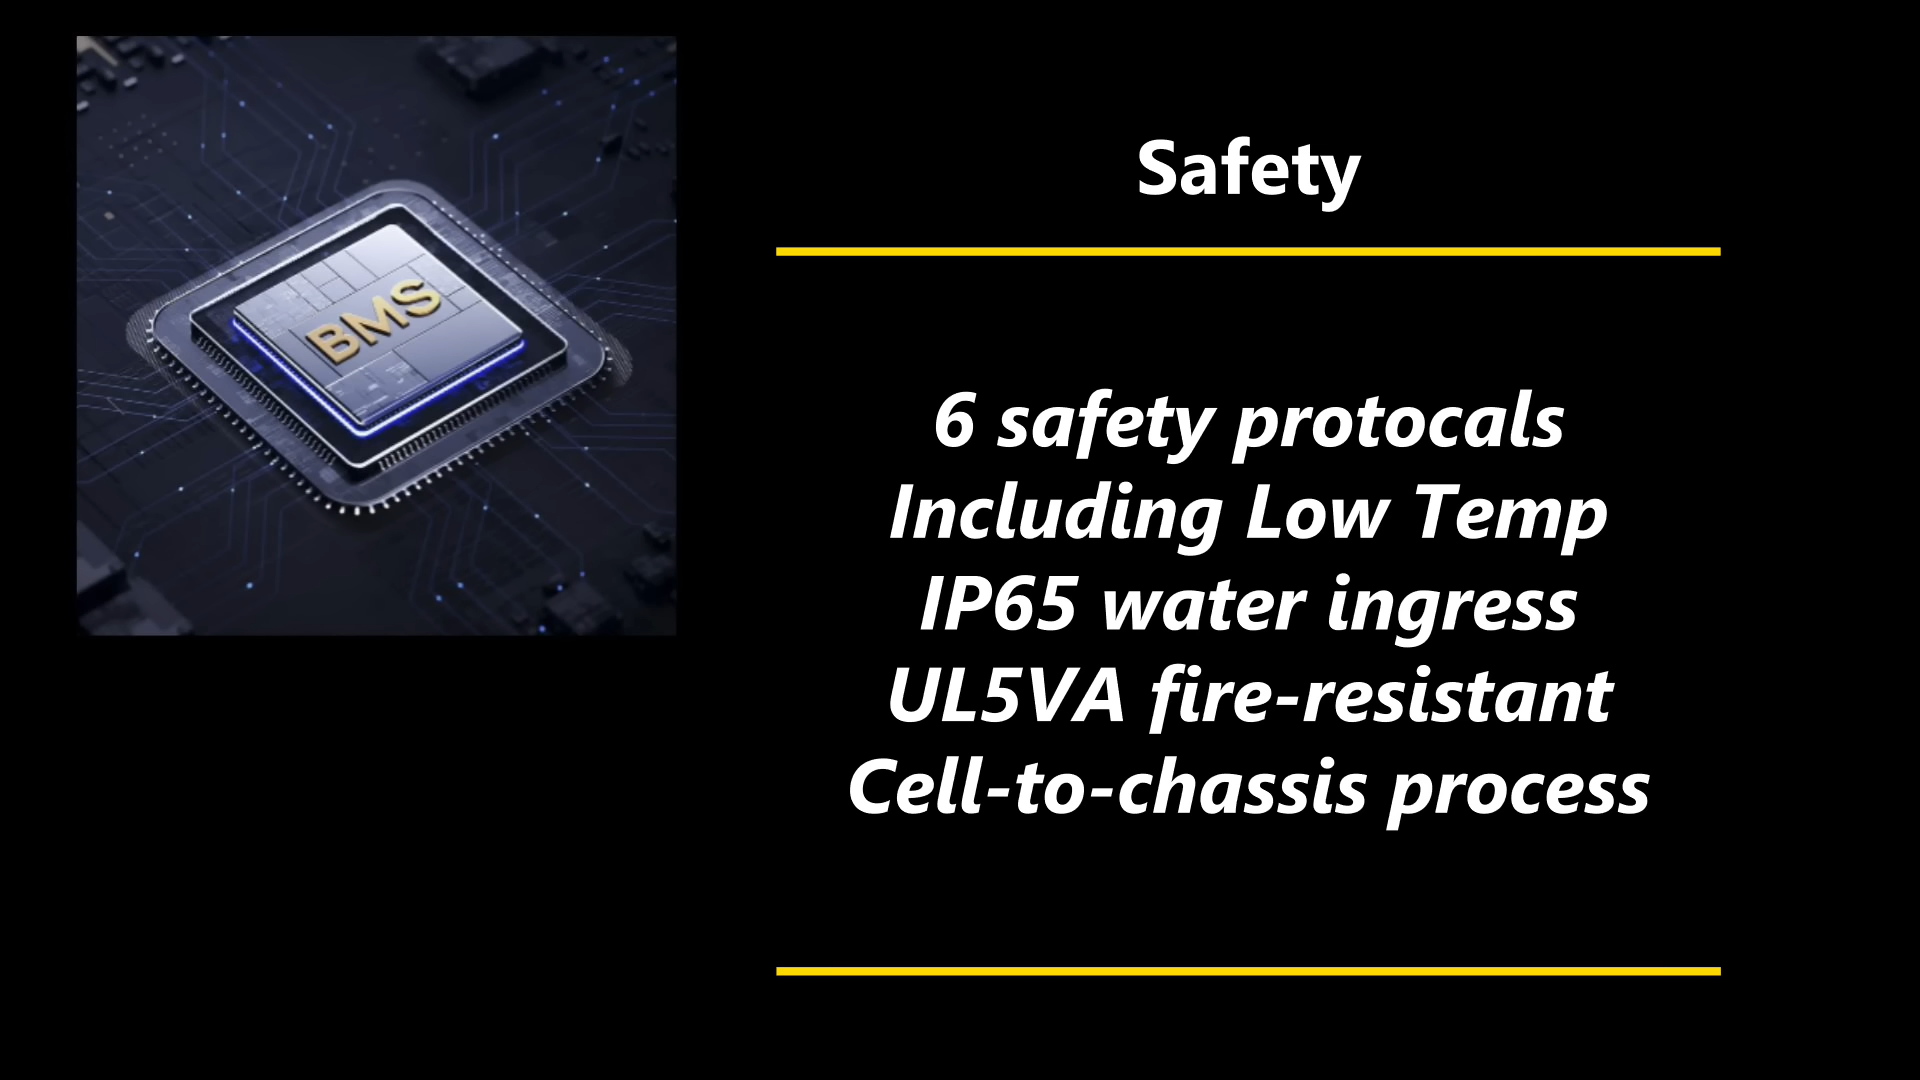 BMS
Safety
6 safety protocals
Including Low Temp
IP65 water ingress
UL5VA fire-resistant
Cell-to-chassis process